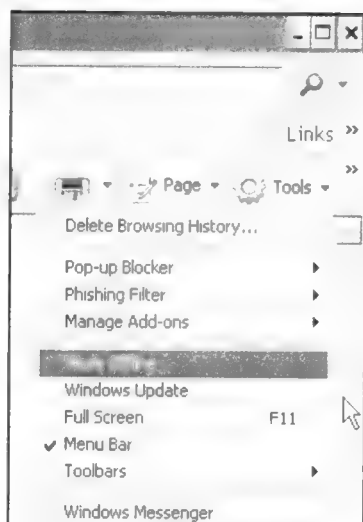 Links »
Page Tools »
Delete Browsing History...
Pop-up Blocker
Phishing Filter
Manage Add-ons
Windows Update
Full Screen F11
Menu Bar
Toolbars
Windows Messenger